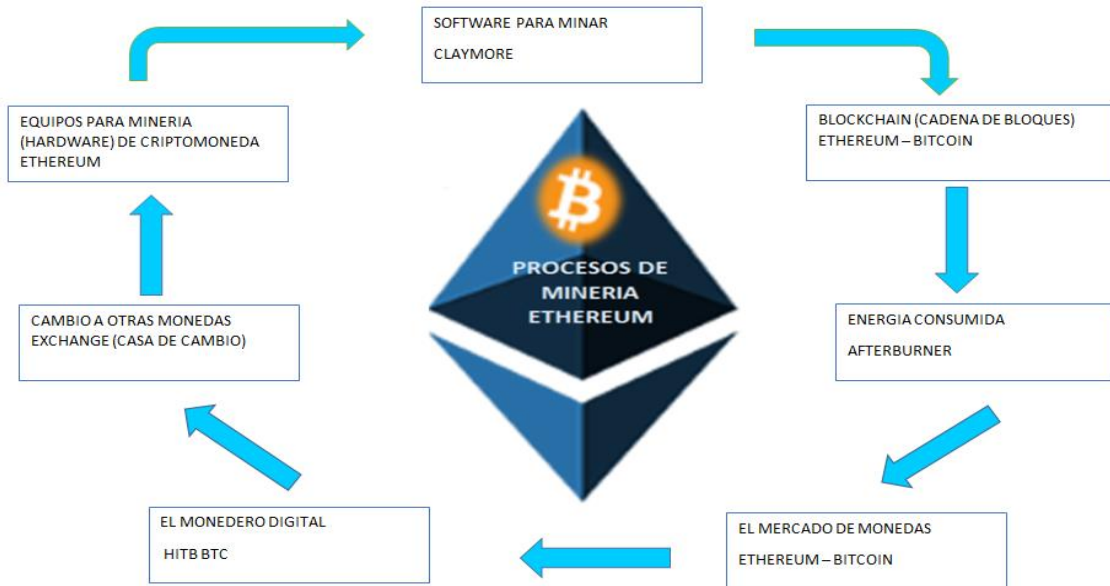 SOFTWARE PARA MINAR
CLAYMORE
EQUIPOS PARA MINERIA
(HARDWARE) DE CRIPTOMONEDA
ETHEREUM
BLOCKCHAIN (CADENA DE BLOQUES)
ETHEREUM – BITCOIN
PROCESOS DE
MINERIA
ETHEREUM
CAMBIO A OTRAS MONEDAS
EXCHANGE (CASA DE CAMBIO)
ENERGIA CONSUMIDA
AFTERBURNER
EL MONEDERO DIGITAL
HITB BTC
EL MERCADO DE MONEDAS
ETHEREUM – BITCOIN